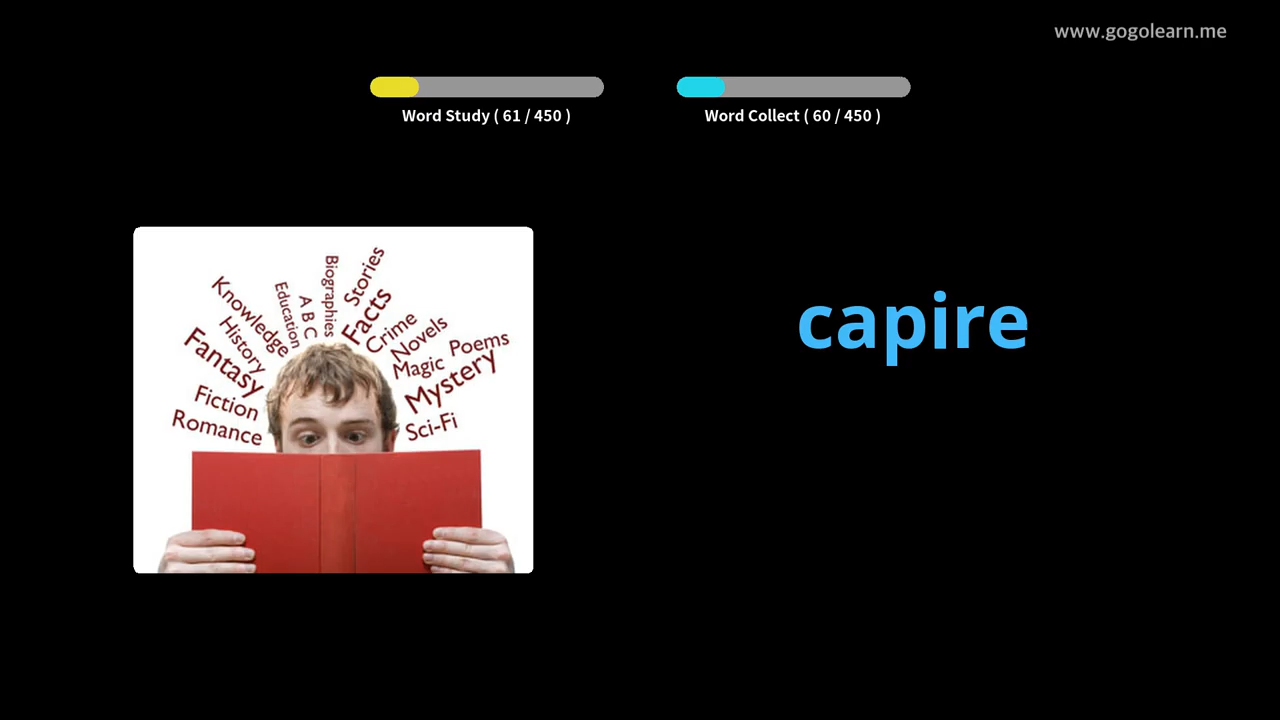 www.gogolearn.me
Word Study ( 61 / 450 )
Word Collect ( 60 / 450 )
Knowledge
Education
A B C
Biographies
Stories
Facts
Crime
Novels
Poems
History
Fantasy
Magic
Mystery
Fiction
Romance
Sci-Fi
capire